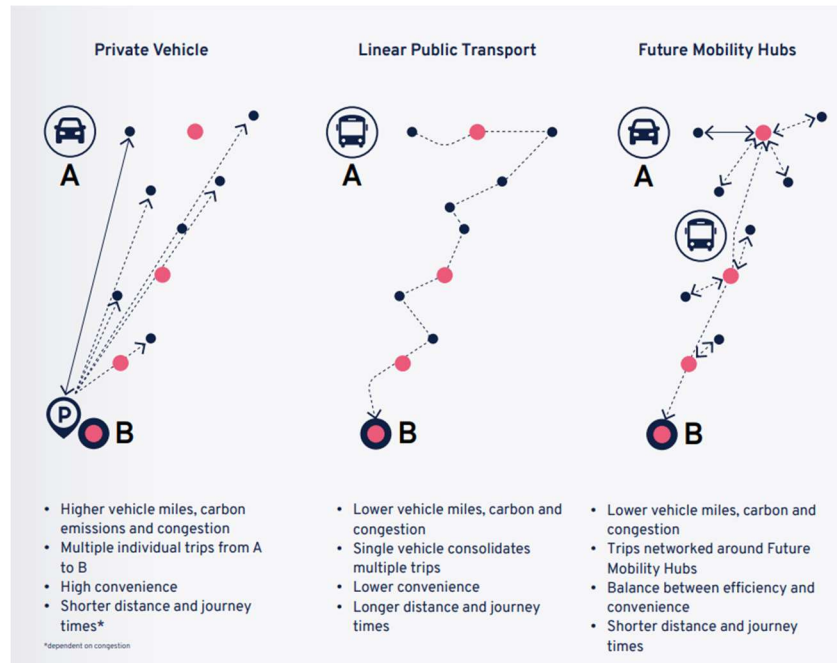 Private Vehicle
A
P
B
• Higher vehicle miles, carbon
emissions and congestion
• Multiple individual trips from A
to B
• High convenience
• Shorter distance and journey
times*
*dependent on congestion
Linear Public Transport
A
B
• Lower vehicle miles, carbon and
congestion
• Single vehicle consolidates
multiple trips
• Lower convenience
• Longer distance and journey
times
Future Mobility Hubs
A
B
• Lower vehicle miles, carbon and
congestion
• Trips networked around Future
Mobility Hubs
• Balance between efficiency and
convenience
• Shorter distance and journey
times